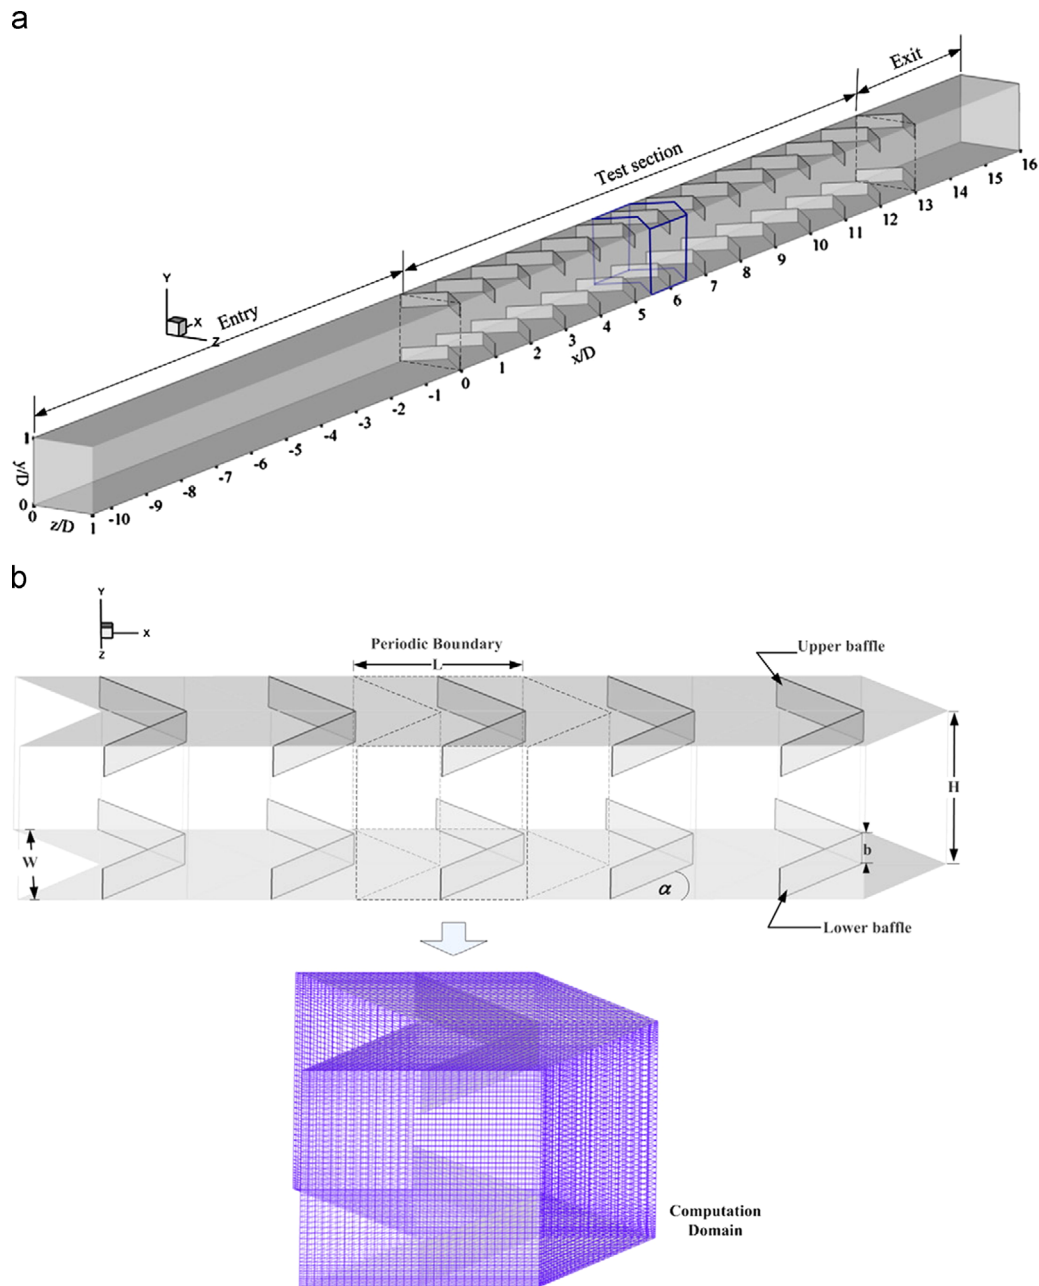 a
Exit
Test section
Entry
Y
X
Z
1
y/D
0
0
z/D
1
-10
-9
-8
-7
-6
-5
-4
-3
-2
-1
0
1
2
3
4
5
6
7
8
9
10
11
12
13
14
15
16
x/D
b
Y
X
Z
Periodic Boundary
L
Upper baffle
H
W
b
α
Lower baffle
Computation
Domain